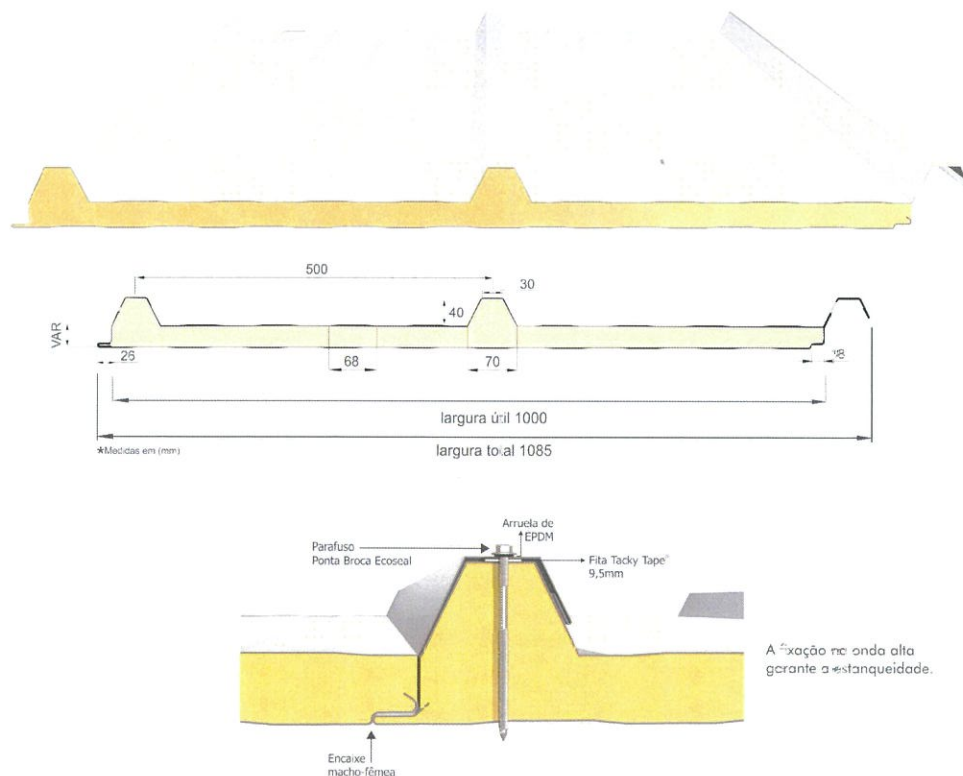 500
30
40
VAR
26
68
70
largura útil 1000
largura total 1085
*Medidas em (mm)
Arruela de
EPDM
Parafuso
Ponta Broca Ecoseal
Fita Tacky Tape®
9,5mm
A fixação na onda alta
garante a estanqueidade.
Encaixe
macho-fêmea